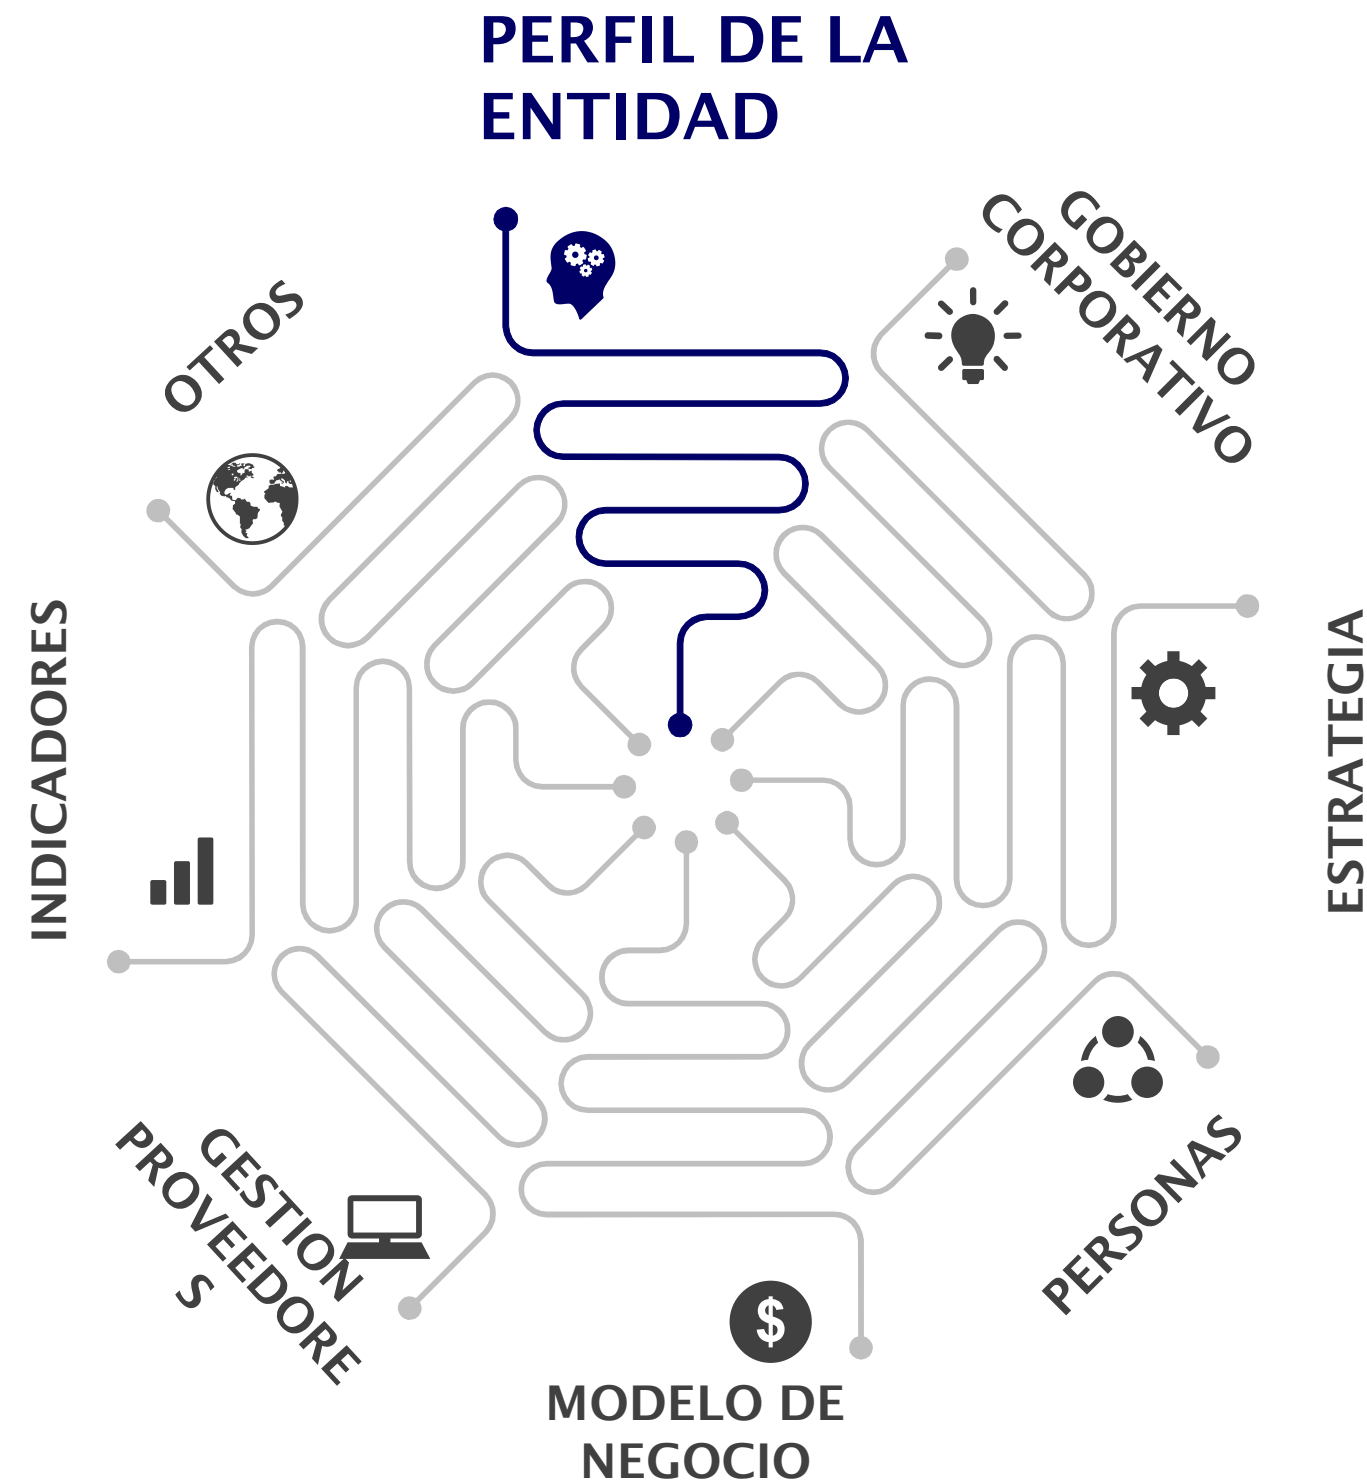 PERFIL DE LA
ENTIDAD
GOBIERNO
CORPORATIVO
OTROS
INDICADORES
ESTRATEGIA
GESTION
PROVEEDORE
S
PERSONAS
$
MODELO DE
NEGOCIO